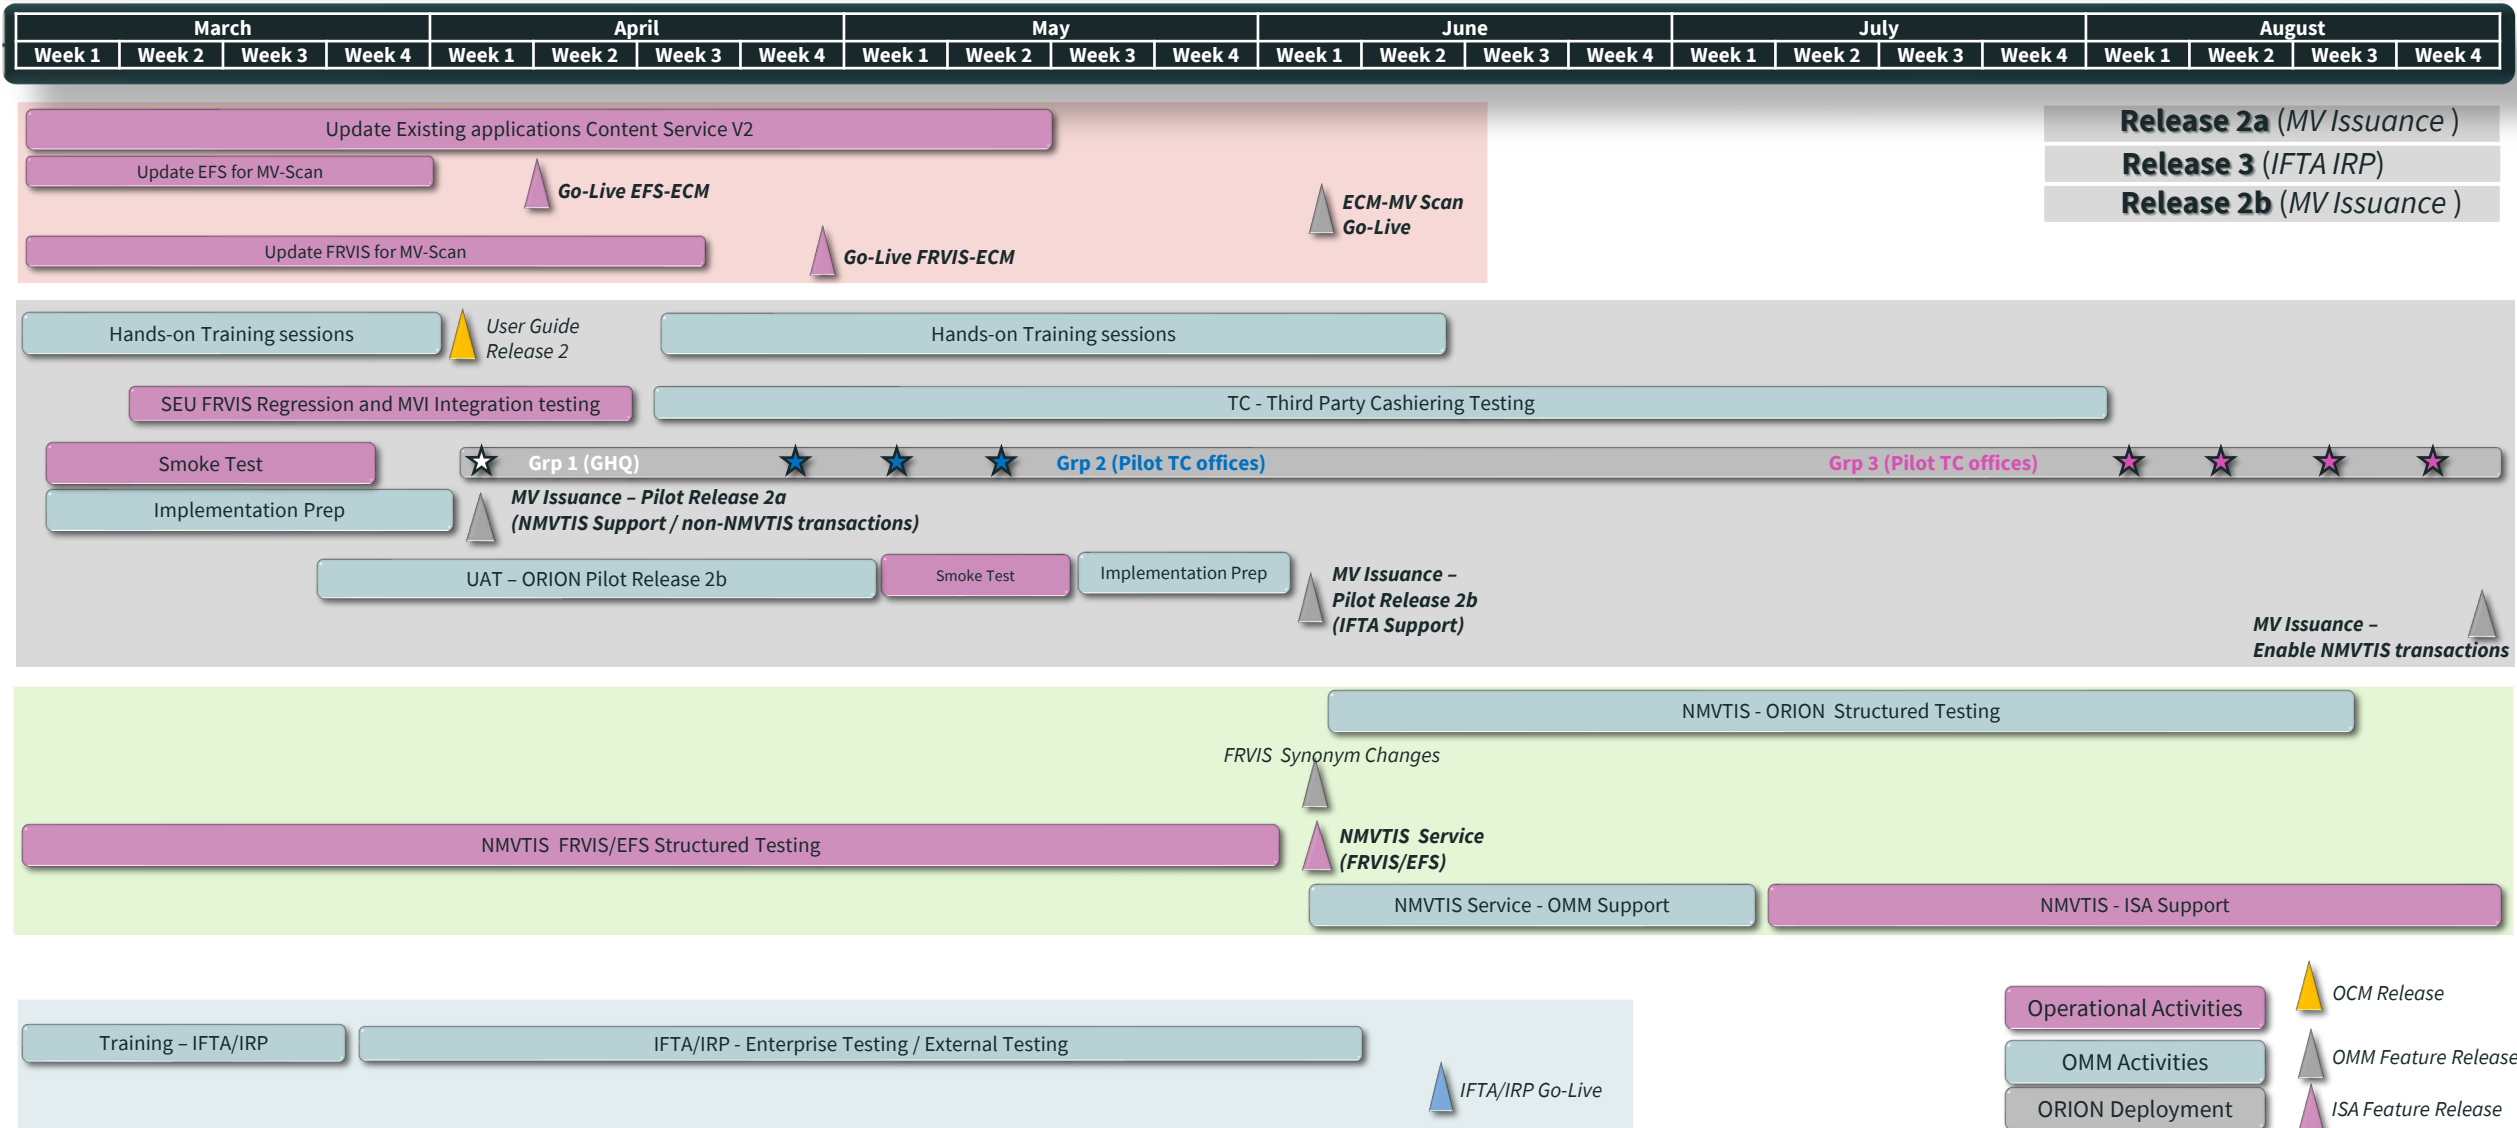 March April May June July August
Week 1 Week 2 Week 3 Week 4 Week 1 Week 2 Week 3 Week 4 Week 1 Week 2 Week 3 Week 4 Week 1 Week 2 Week 3 Week 4 Week 1 Week 2 Week 3 Week 4 Week 1 Week 2 Week 3 Week 4
Release 2a (MV Issuance )
Release 3 (IFTA IRP)
Release 2b (MV Issuance )
Update Existing applications Content Service V2
Update EFS for MV-Scan
Go-Live EFS-ECM
ECM-MV Scan
Go-Live
Update FRVIS for MV-Scan
Go-Live FRVIS-ECM
Hands-on Training sessions
User Guide
Release 2
Hands-on Training sessions
SEU FRVIS Regression and MVI Integration testing
TC - Third Party Cashiering Testing
Smoke Test
Grp 1 (GHQ)
Grp 2 (Pilot TC offices)
Grp 3 (Pilot TC offices)
Implementation Prep
MV Issuance – Pilot Release 2a
(NMVTIS Support / non-NMVTIS transactions)
UAT – ORION Pilot Release 2b
Smoke Test
Implementation Prep
MV Issuance –
Pilot Release 2b
(IFTA Support)
MV Issuance –
Enable NMVTIS transactions
NMVTIS - ORION Structured Testing
FRVIS Synonym Changes
NMVTIS FRVIS/EFS Structured Testing
NMVTIS Service
(FRVIS/EFS)
NMVTIS Service - OMM Support
NMVTIS - ISA Support
Training – IFTA/IRP
IFTA/IRP - Enterprise Testing / External Testing
IFTA/IRP Go-Live
Operational Activities
OMM Activities
ORION Deployment
OCM Release
OMM Feature Release
ISA Feature Release